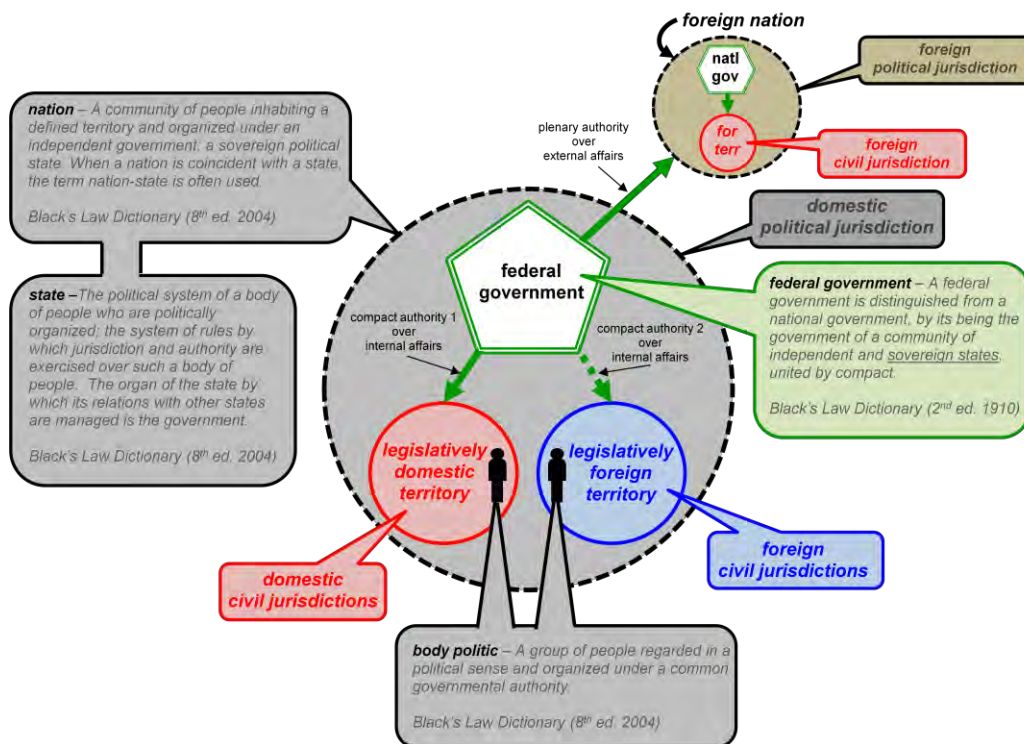 foreign nation
natl
gov
for
terr
foreign
political jurisdiction
foreign
civil jurisdiction
plenary authority
over
external affairs
nation – A community of people inhabiting a
defined territory and organized under an
independent government; a sovereign political
state. When a nation is coincident with a state,
the term nation-state is often used.
Black's Law Dictionary (8th ed. 2004)
domestic
political jurisdiction
state –The political system of a body
of people who are politically
organized; the system of rules by
which jurisdiction and authority are
exercised over such a body of
people. The organ of the state by
which its relations with other states
are managed is the government.
Black's Law Dictionary (8th ed. 2004)
federal
government
federal government – A federal
government is distinguished from a
national government, by its being the
government of a community of
independent and sovereign states,
united by compact.
Black's Law Dictionary (2nd ed. 1910)
compact authority 1
over
internal affairs
compact authority 2
over
internal affairs
legislatively
domestic
territory
legislatively
foreign
territory
domestic
civil jurisdictions
foreign
civil jurisdictions
body politic – A group of people regarded in a
political sense and organized under a common
governmental authority.
Black's Law Dictionary (8th ed. 2004)